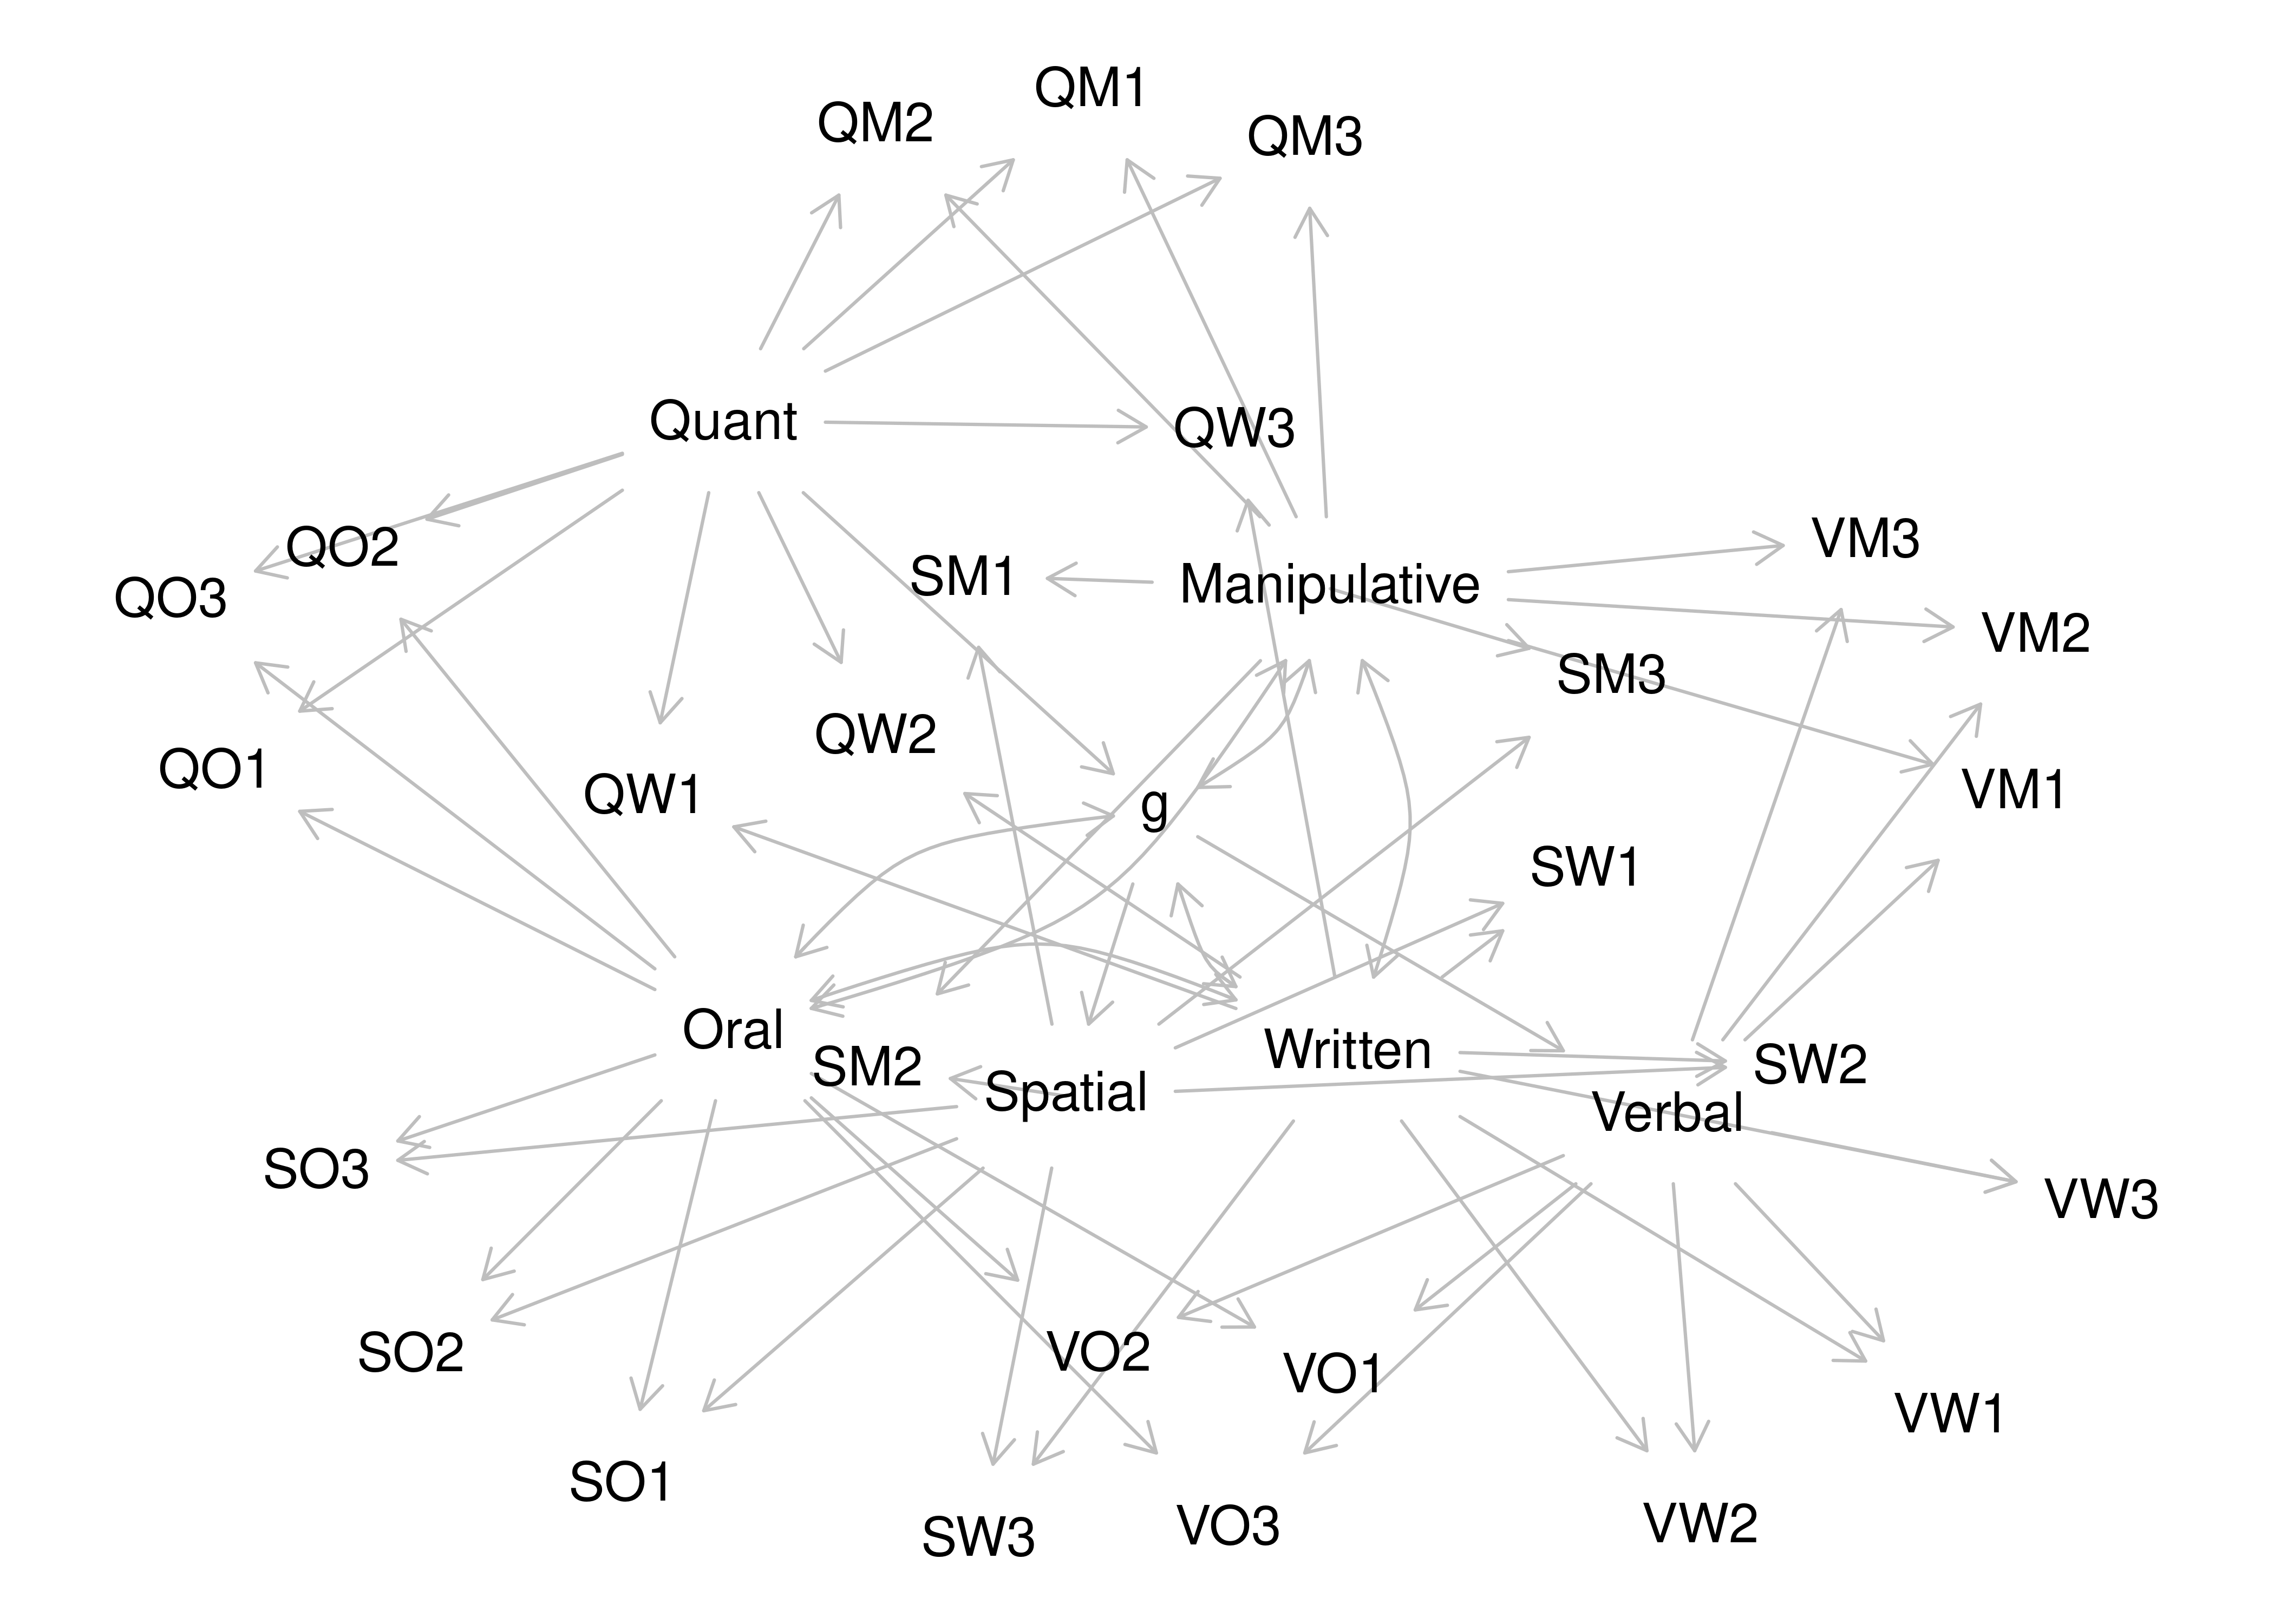 QM1
QM2
QM3
Quant
QW3
VM3
QO2
SM1
Manipulative
QO3
VM2
SM3
QW2
QO1
VM1
QW1
g
SW1
Oral
Written
SM2
SW2
Spatial
Verbal
SO3
VW3
SO2
VO2
VO1
VW1
SO1
VW2
VO3
SW3